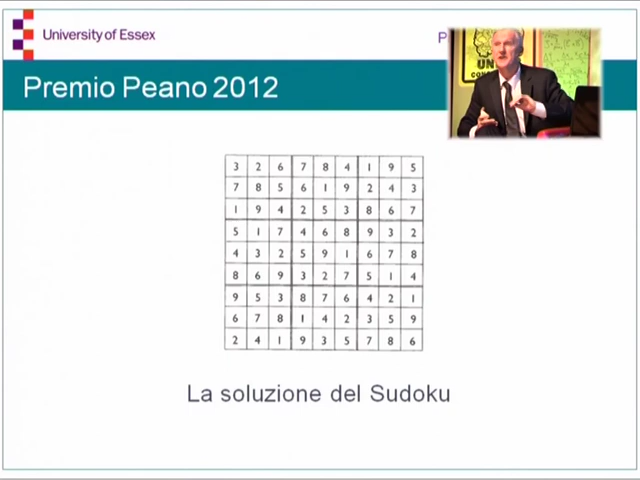 University of Essex
P
Premio Peano 2012
3 2 6 7 8 4 1 9 5
7 8 5 6 1 9 2 4 3
1 9 4 2 5 3 8 6 7
5 1 7 4 6 8 9 3 2
4 3 2 5 9 1 6 7 8
8 6 9 3 2 7 5 1 4
9 5 3 8 7 6 4 2 1
6 7 8 1 4 2 3 5 9
2 4 1 9 3 5 7 8 6
La soluzione del Sudoku